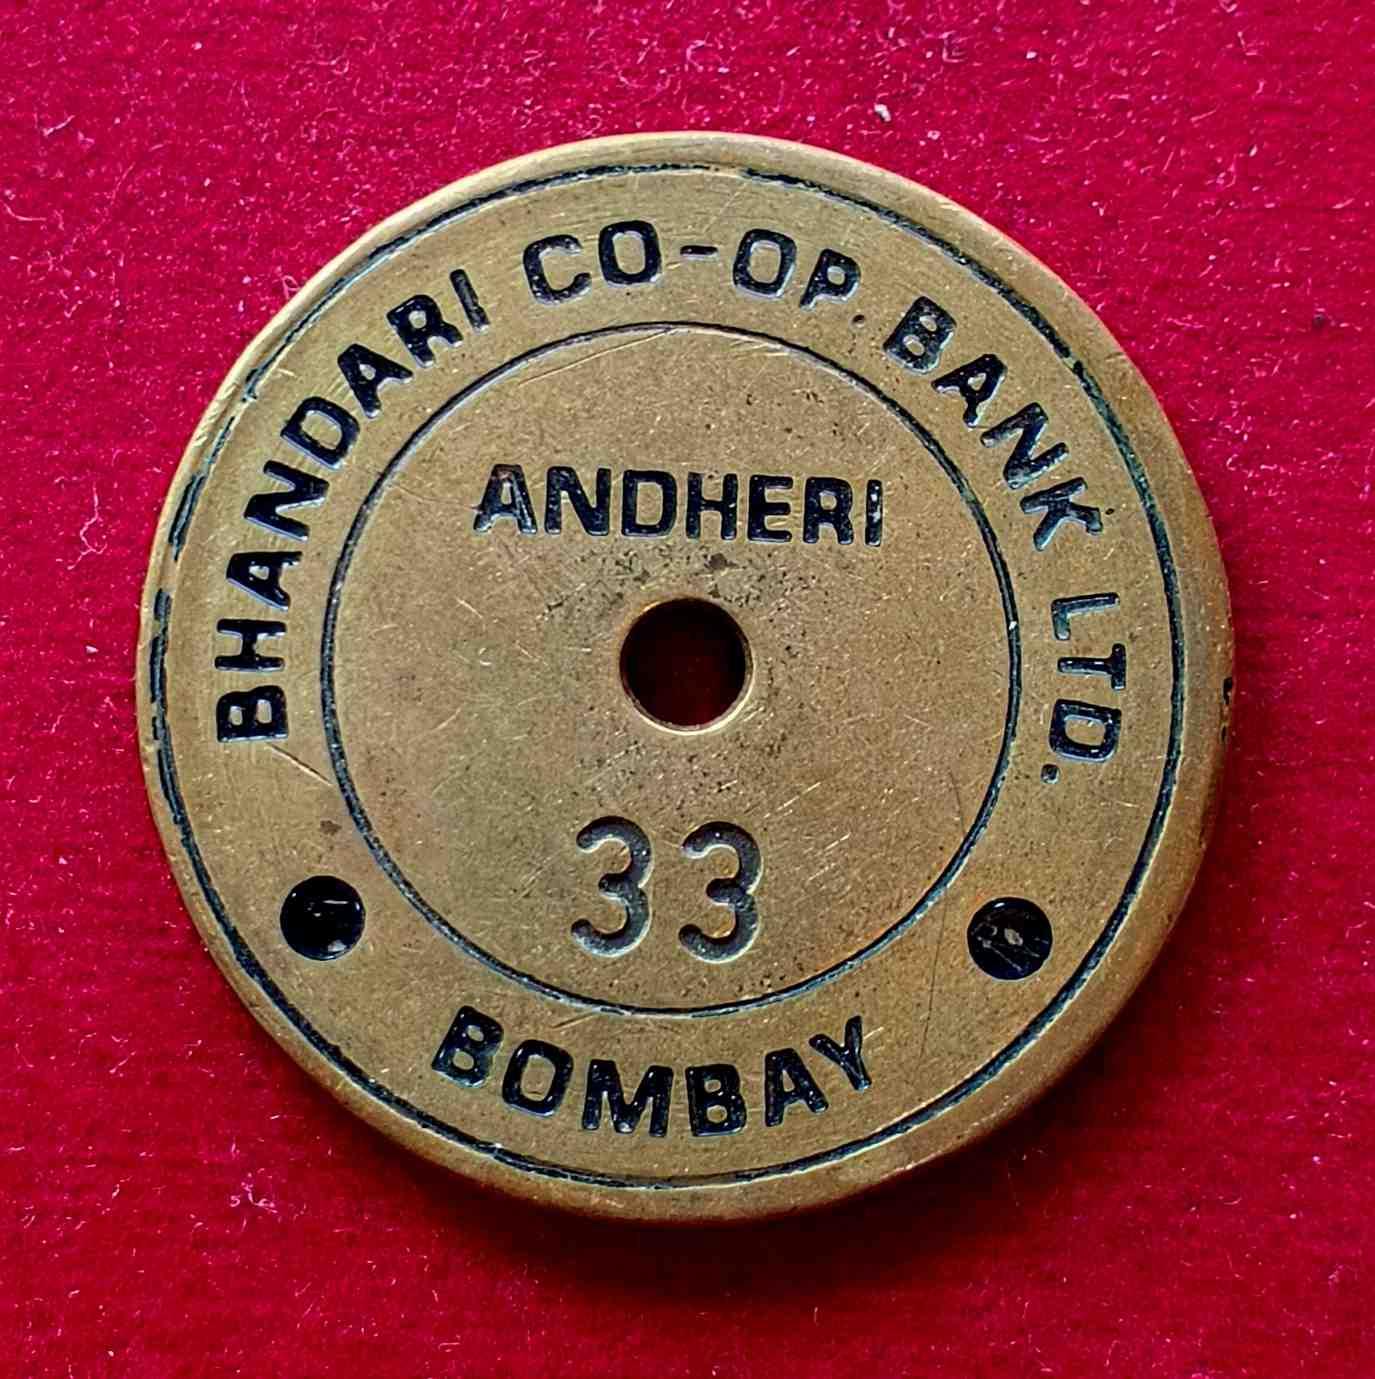 BHANDARI CO-OP. BANK LTD.
ANDHERI
33
BOMBAY